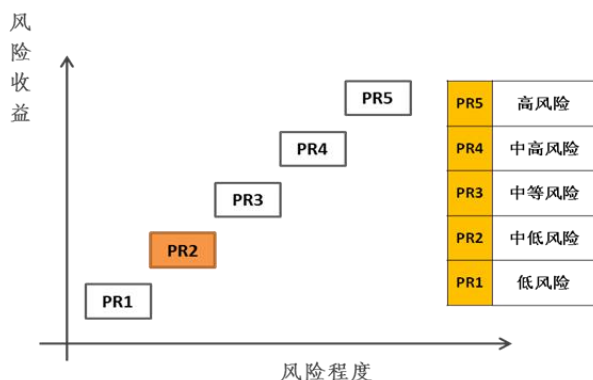 风险收益
PR5
PR4
PR3
PR2
PR1
风险程度
PR5 高风险
PR4 中高风险
PR3 中等风险
PR2 中低风险
PR1 低风险